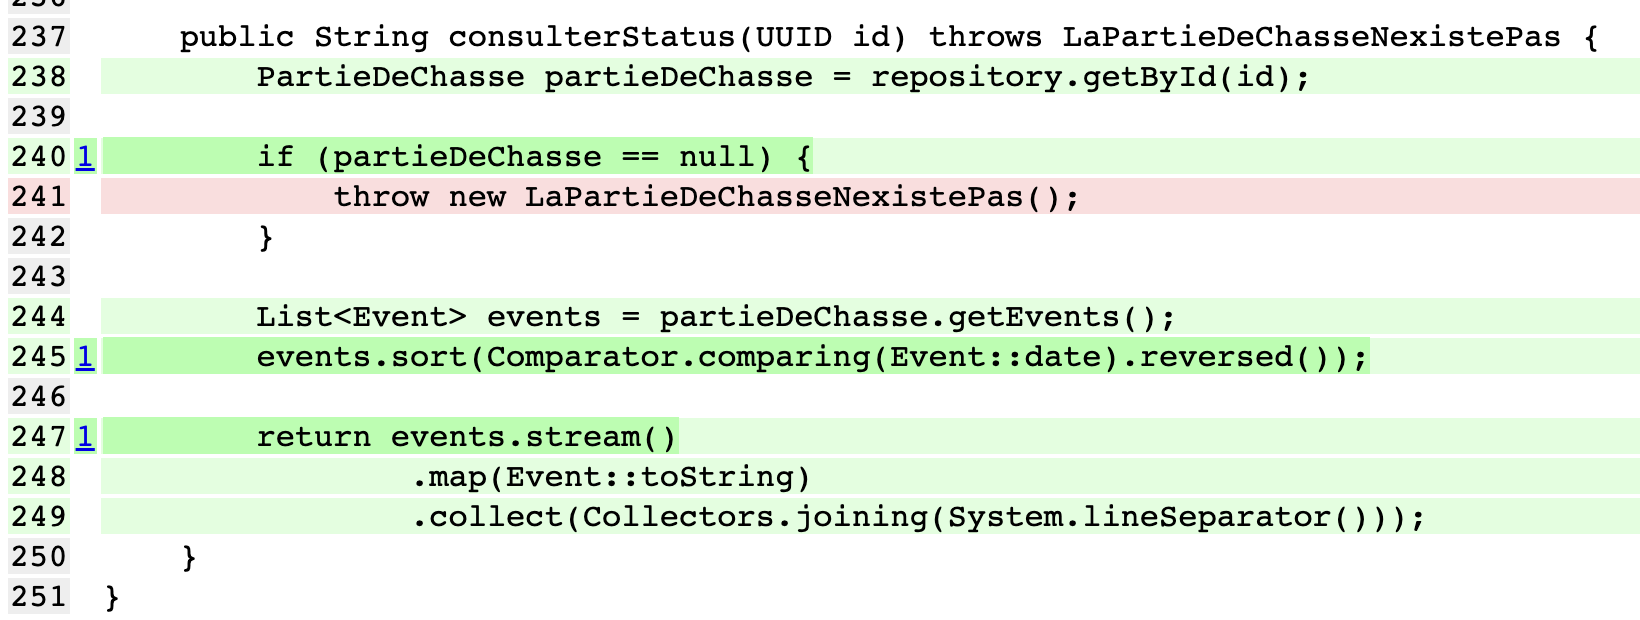 237 public String consulterStatus(UUID id) throws LaPartieDeChasseNexistePas {
238 PartieDeChasse partieDeChasse = repository.getById(id);
239
240 1 if (partieDeChasse == null) {
241 throw new LaPartieDeChasseNexistePas();
242 }
243
244 List<Event> events = partieDeChasse.getEvents();
245 1 events.sort(Comparator.comparing(Event::date).reversed());
246
247 1 return events.stream()
248 .map(Event::toString)
249 .collect(Collectors.joining(System.lineSeparator()));
250 }
251 }